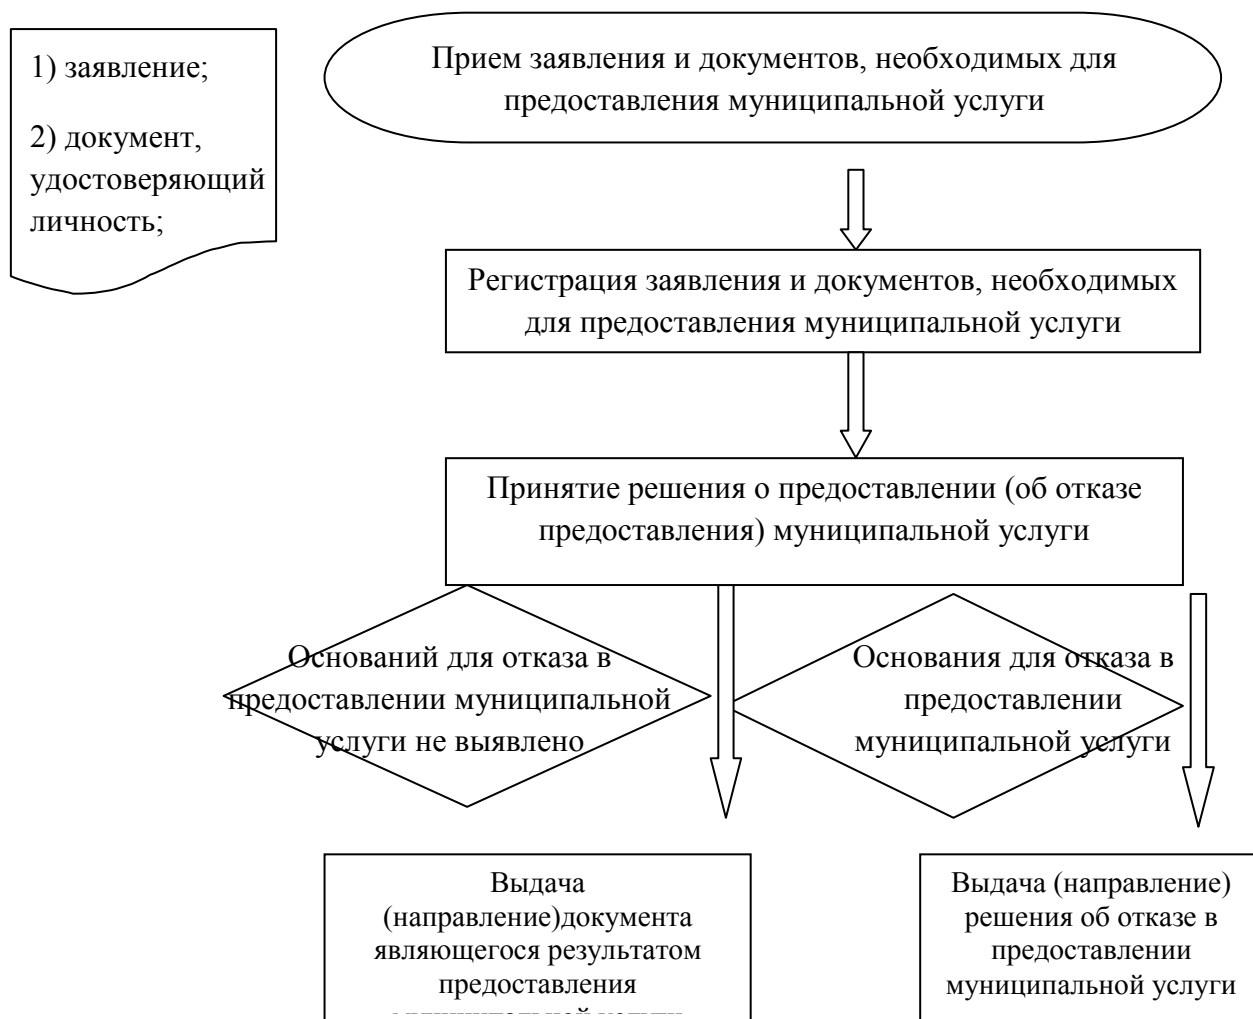 1) заявление;
2) документ,
удостоверяющий
личность;
Прием заявления и документов, необходимых для
предоставления муниципальной услуги
Регистрация заявления и документов, необходимых
для предоставления муниципальной услуги
Принятие решения о предоставлении (об отказе
предоставления) муниципальной услуги
Оснований для отказа в
предоставлении муниципальной
услуги не выявлено
Основания для отказа в
предоставлении
муниципальной услуги
Выдача
(направление)документа
являющегося результатом
предоставления
муниципальной услуги
Выдача (направление)
решения об отказе в
предоставлении
муниципальной услуги